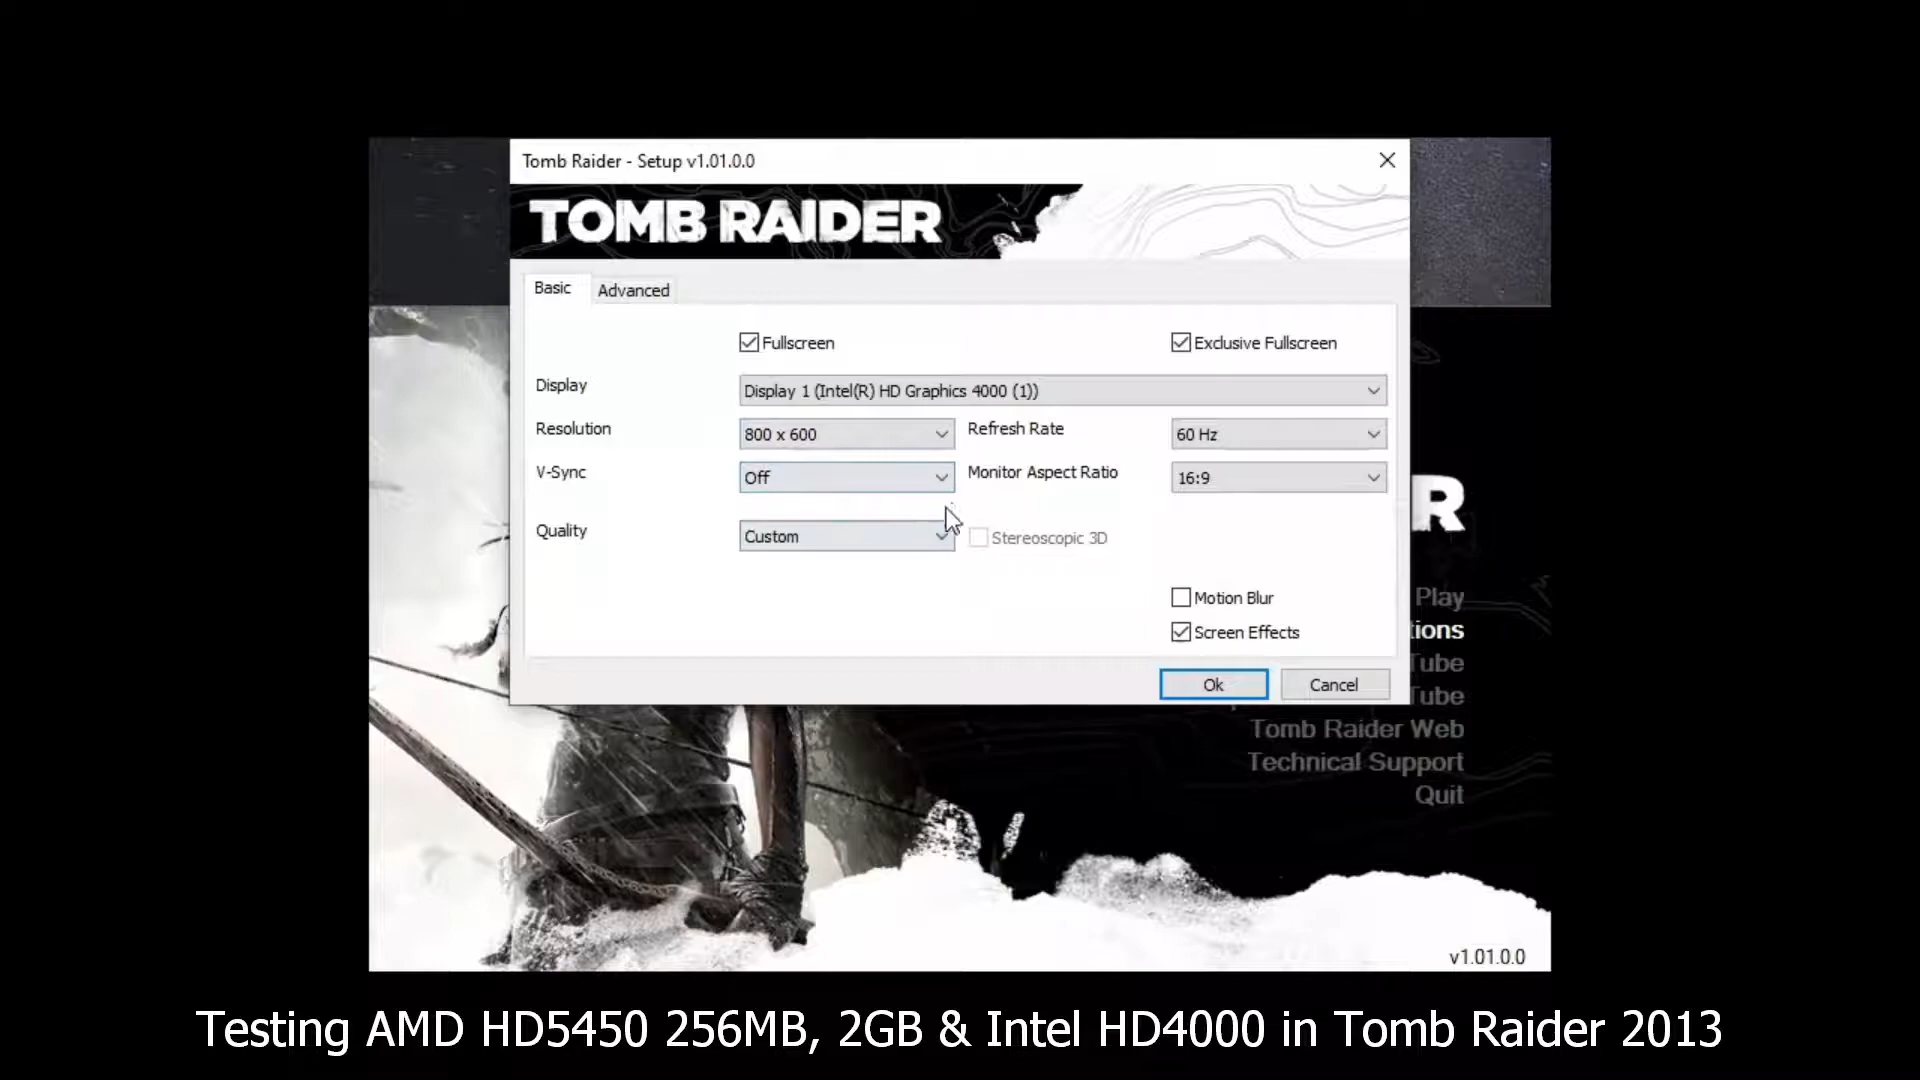 Tomb Raider - Setup v1.01.0.0
TOMB RAIDER
Basic Advanced
Fullscreen Exclusive Fullscreen
Display Display 1 (Intel(R) HD Graphics 4000 (1))
Resolution 800 x 600 Refresh Rate 60 Hz
V-Sync Off Monitor Aspect Ratio 16:9
Quality Custom Stereoscopic 3D
Motion Blur
Screen Effects
Ok Cancel
R
Play
tions
Tube
Tube
Tomb Raider Web
Technical Support
Quit
v1.01.0.0
Testing AMD HD5450 256MB, 2GB & Intel HD4000 in Tomb Raider 2013